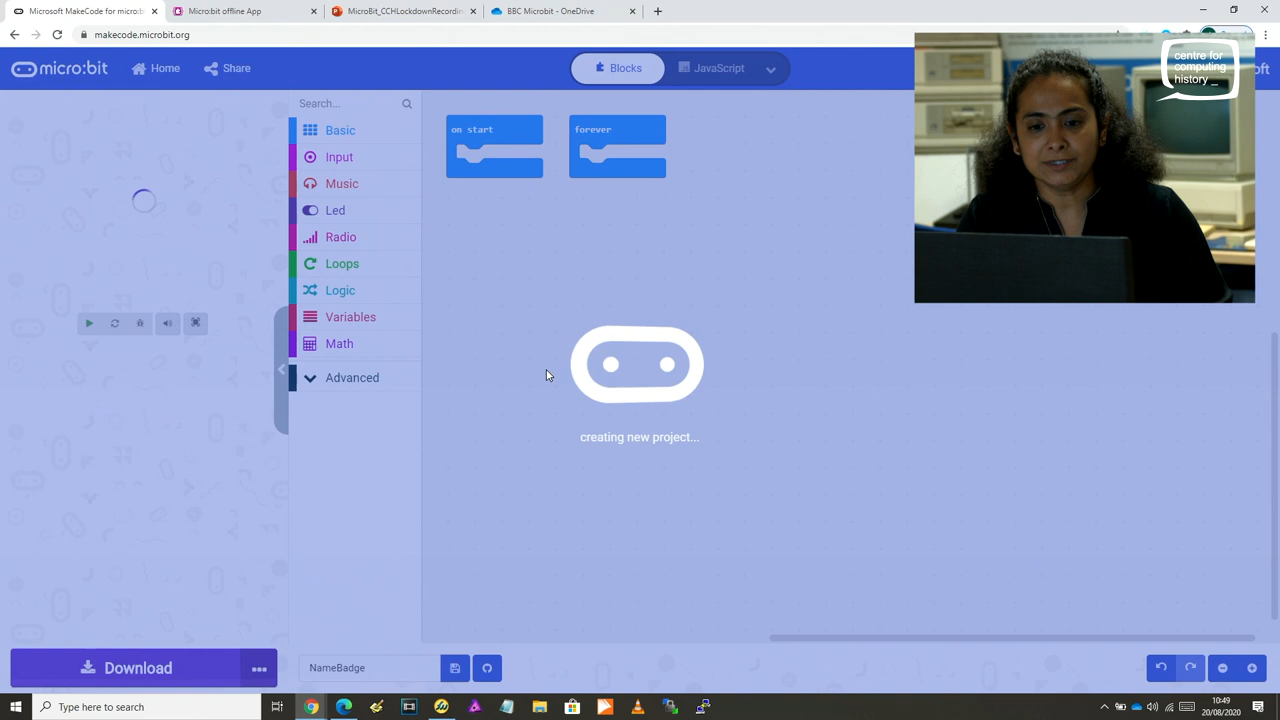 Microsoft MakeCode for micro:bi
Micro:bit offline App
MicroBit_CCHLockdownRecordin
BBC Microbit - OneDrive
makecode.microbit.org
micro:bit
Home
Share
Blocks
JavaScript
oft
centre for
computing
history _
Search...
Basic
Input
Music
Led
Radio
Loops
Logic
Variables
Math
Advanced
on start
forever
creating new project...
Download
NameBadge
Type here to search
10:49
20/08/2020